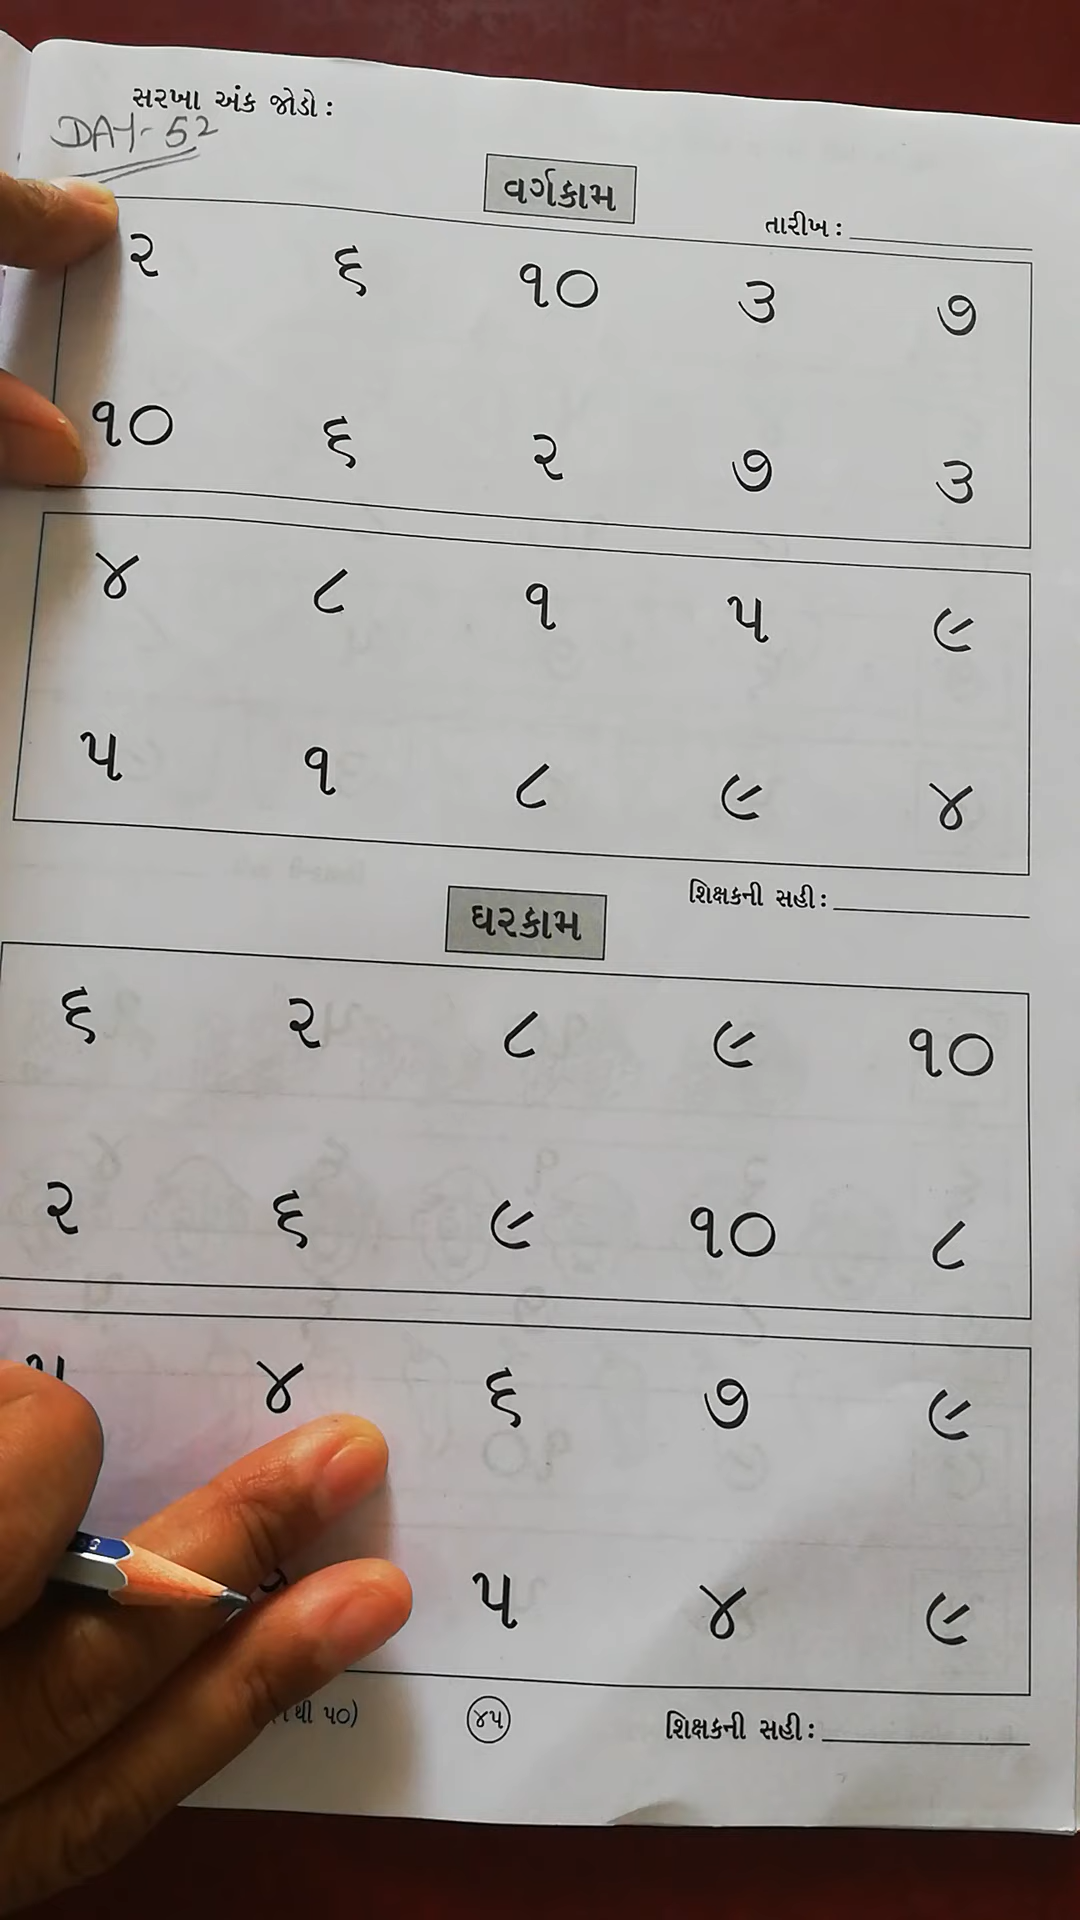 સરખા અંક જોડો :
DAY-52
વર્ગકામ
તારીખ :
૨ ૬ ૧૦ ૩ ૭
૧૦ ૬ ૨ ૭ ૩
૪ ૮ ૧ ૫ ૯
૫ ૧ ૮ ૯ ૪
શિક્ષકની સહી :
ઘરકામ
૬ ૨ ૮ ૯ ૧૦
૨ ૬ ૯ ૧૦ ૮
૪ ૬ ૭ ૯
૫ ૪ ૯
થી ૫૦)
૪૫
શિક્ષકની સહી :